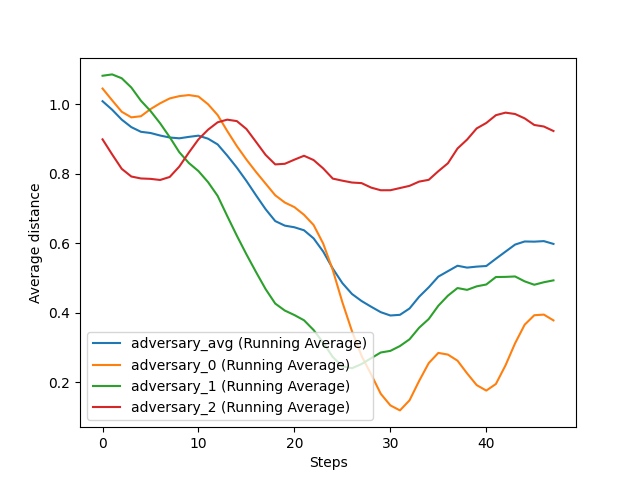 1.0
0.8
0.6
0.4
0.2
Average distance
adversary_avg (Running Average)
adversary_0 (Running Average)
adversary_1 (Running Average)
adversary_2 (Running Average)
0 10 20 30 40
Steps